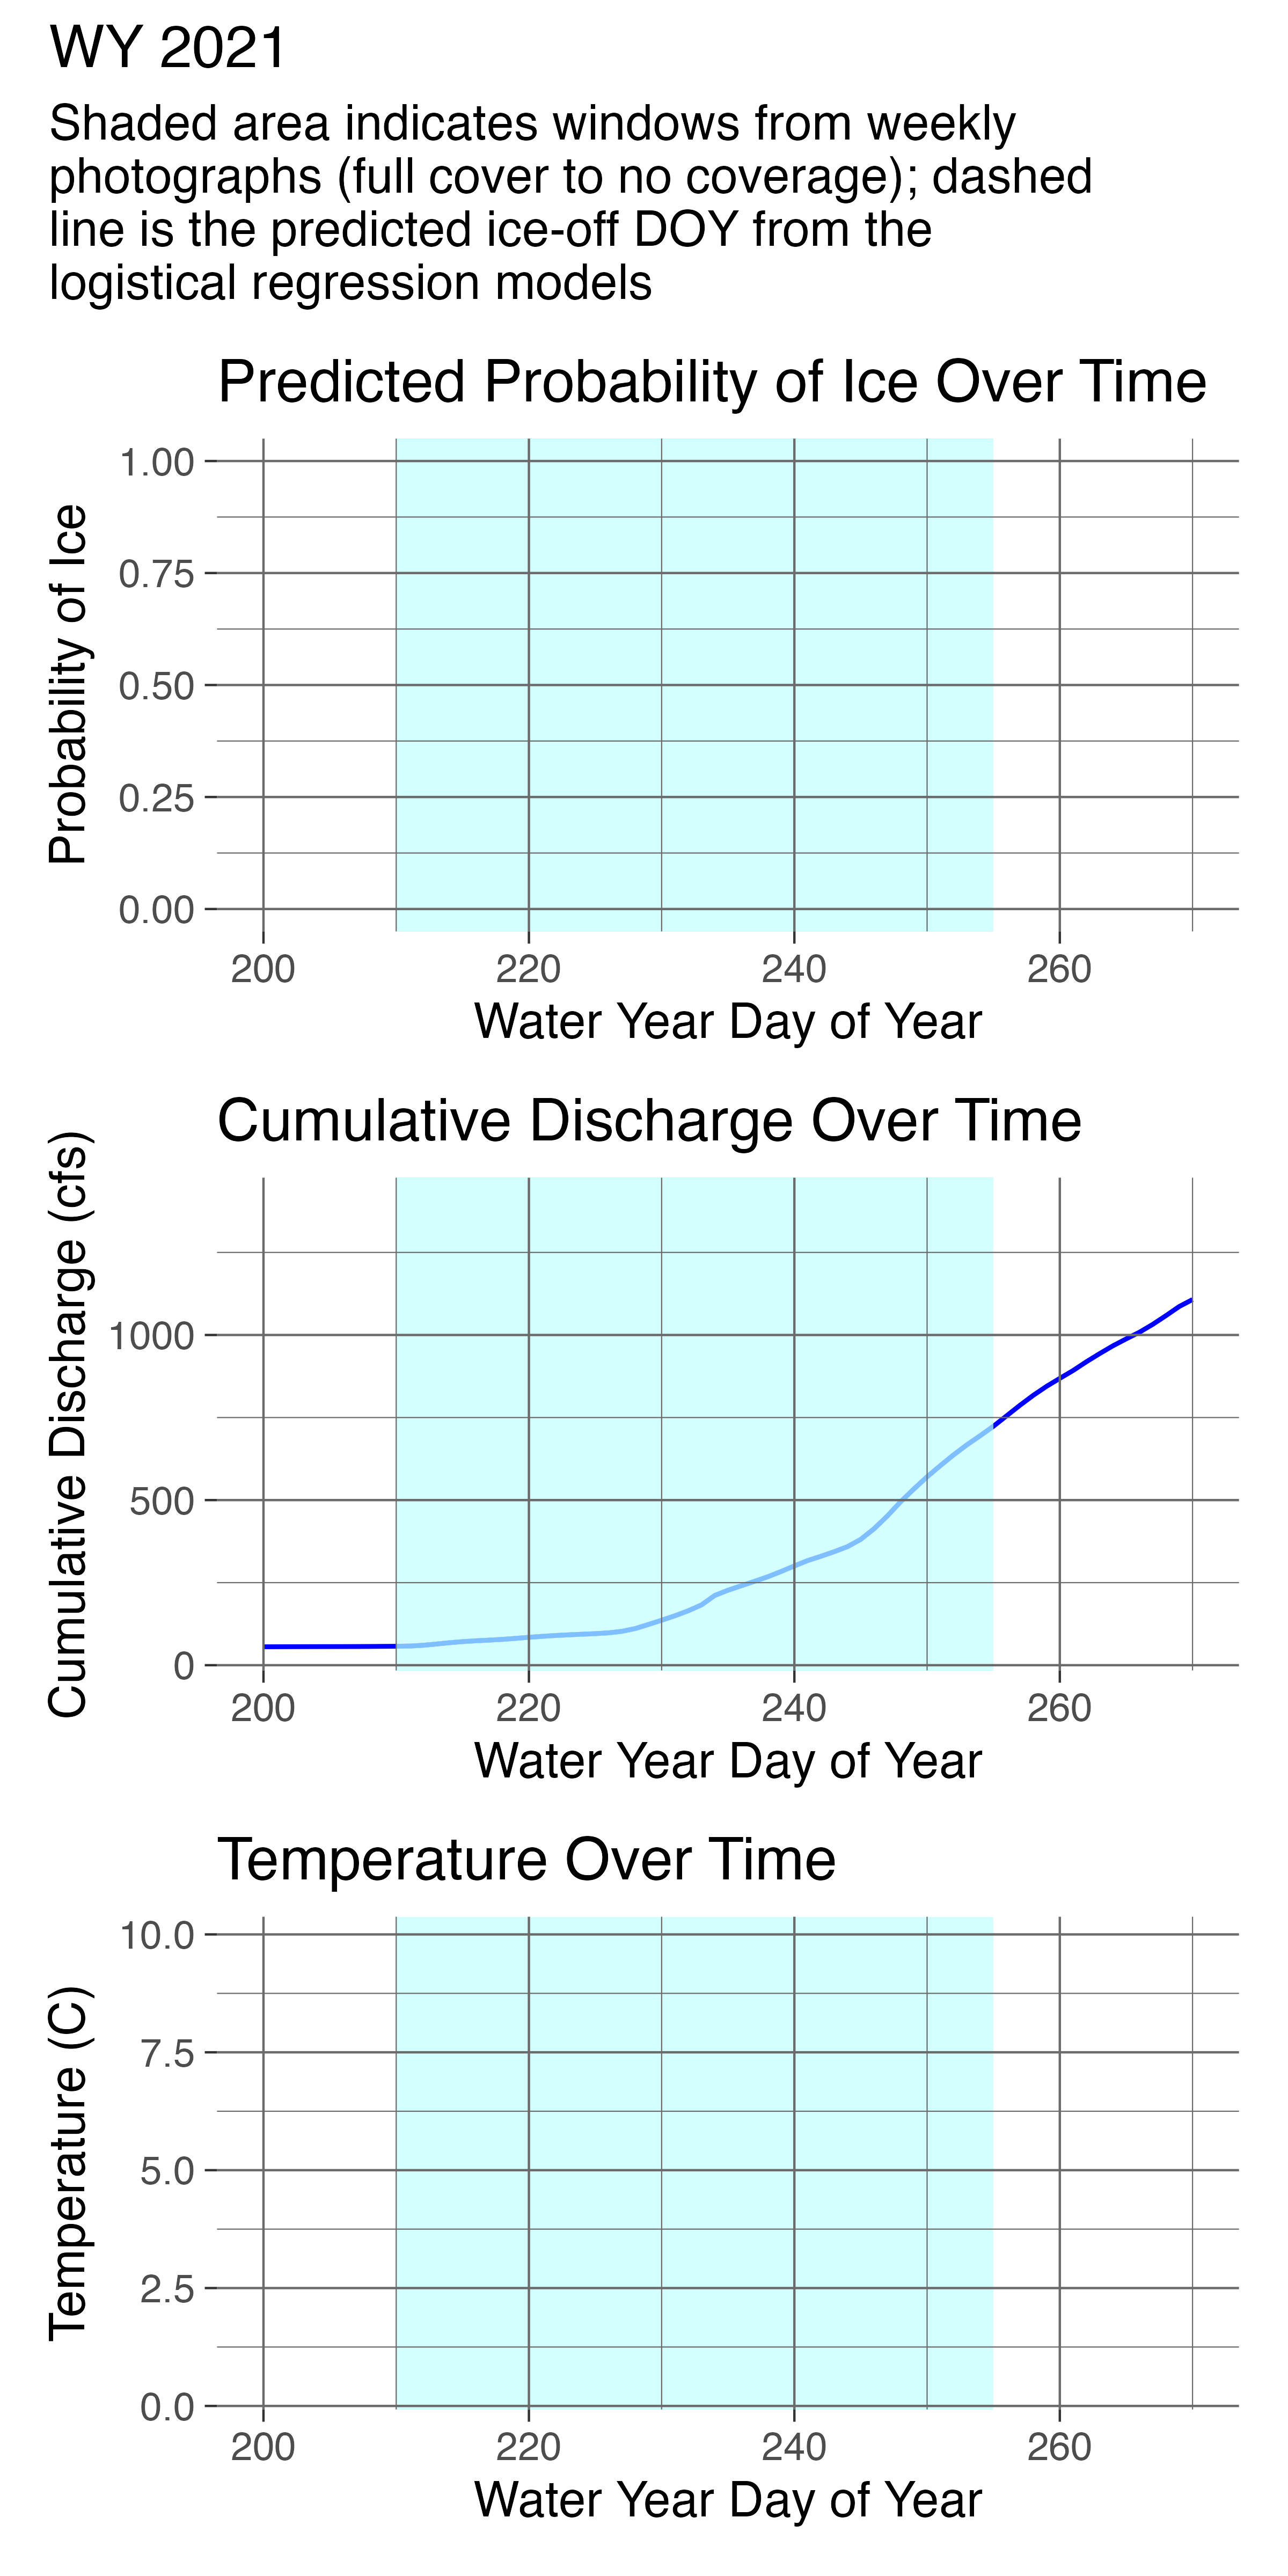 WY 2021
Shaded area indicates windows from weekly
photographs (full cover to no coverage); dashed
line is the predicted ice-off DOY from the
logistical regression models
Predicted Probability of Ice Over Time
Probability of Ice
1.00
0.75
0.50
0.25
0.00
200 220 240 260
Water Year Day of Year
Cumulative Discharge Over Time
Cumulative Discharge (cfs)
1000
500
0
200 220 240 260
Water Year Day of Year
Temperature Over Time
Temperature (C)
10.0
7.5
5.0
2.5
0.0
200 220 240 260
Water Year Day of Year